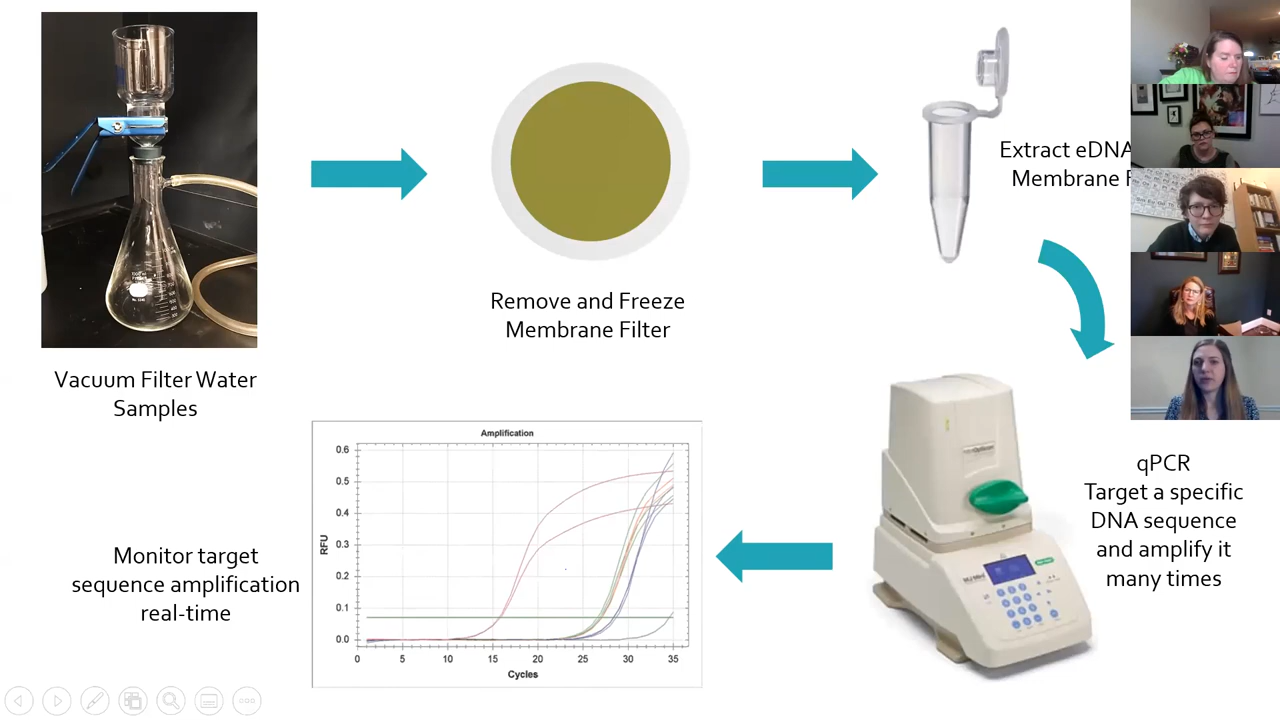 Vacuum Filter Water
Samples
Remove and Freeze
Membrane Filter
Extract eDNA
Membrane F
qPCR
Target a specific
DNA sequence
and amplify it
many times
Amplification
RFU
0.6
0.5
0.4
0.3
0.2
0.1
0.0
0 5 10 15 20 25 30 35
Cycles
Monitor target
sequence amplification
real-time